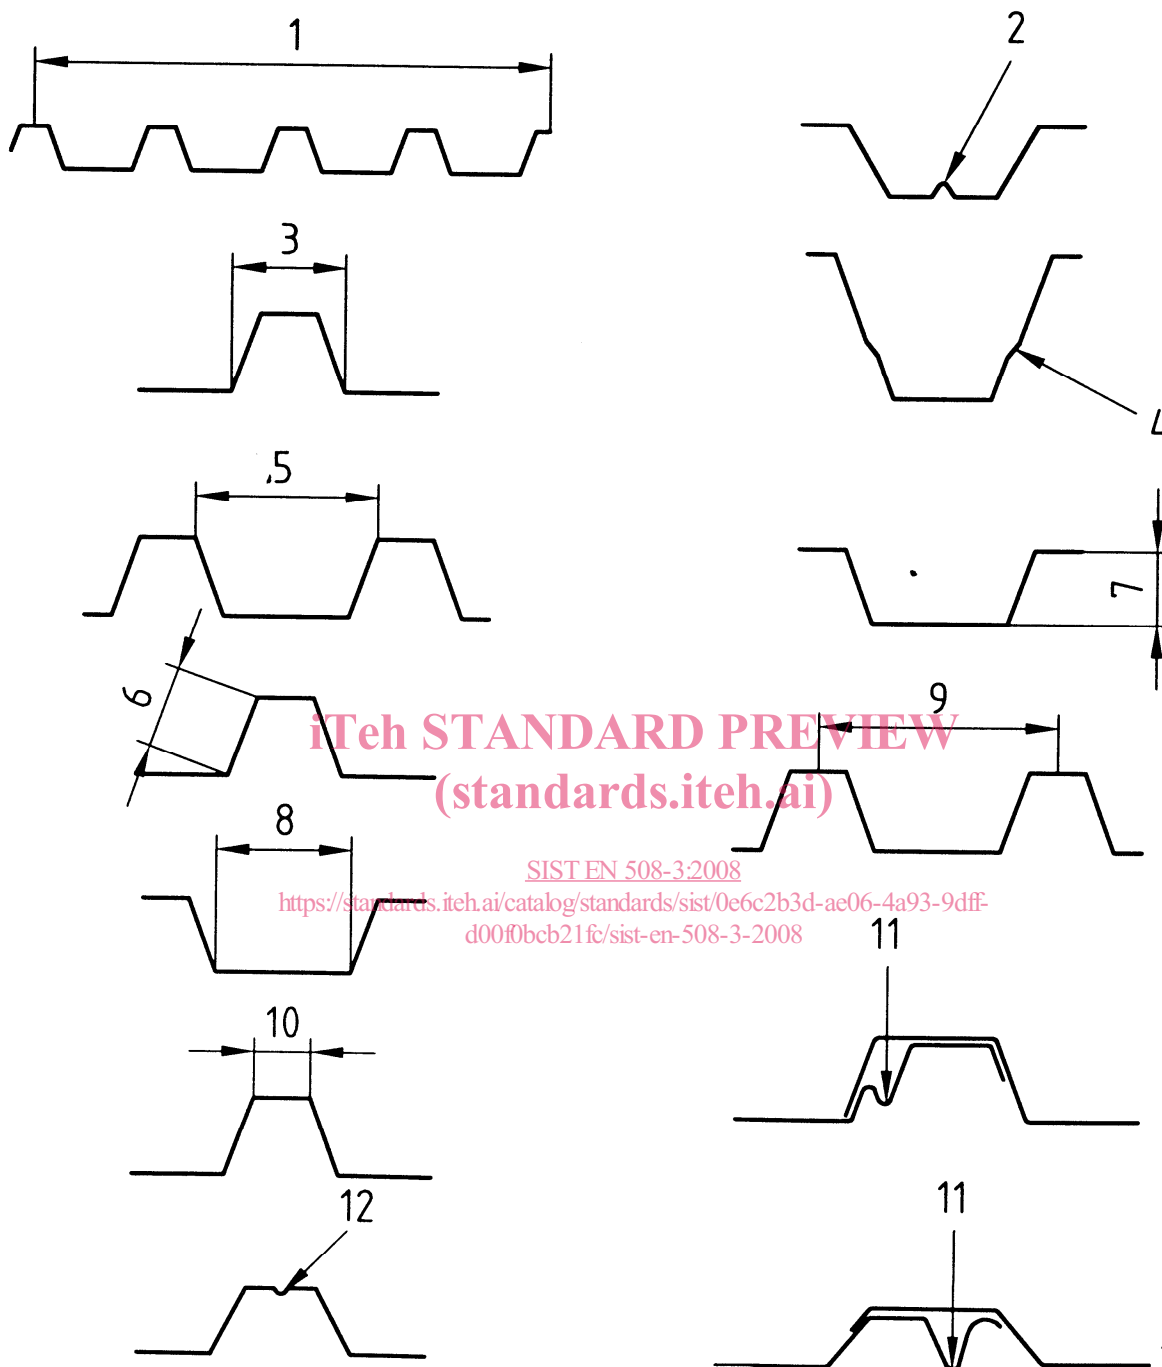 1
2
3
4
5
7
6
9
iTeh STANDARD PREVIEW
(standards.iteh.ai)
8
SIST EN 508-3:2008
https://standards.iteh.ai/catalog/standards/sist/0e6c2b3d-ae06-4a93-9dff-
d00f0bcb21fc/sist-en-508-3-2008
11
10
11
12